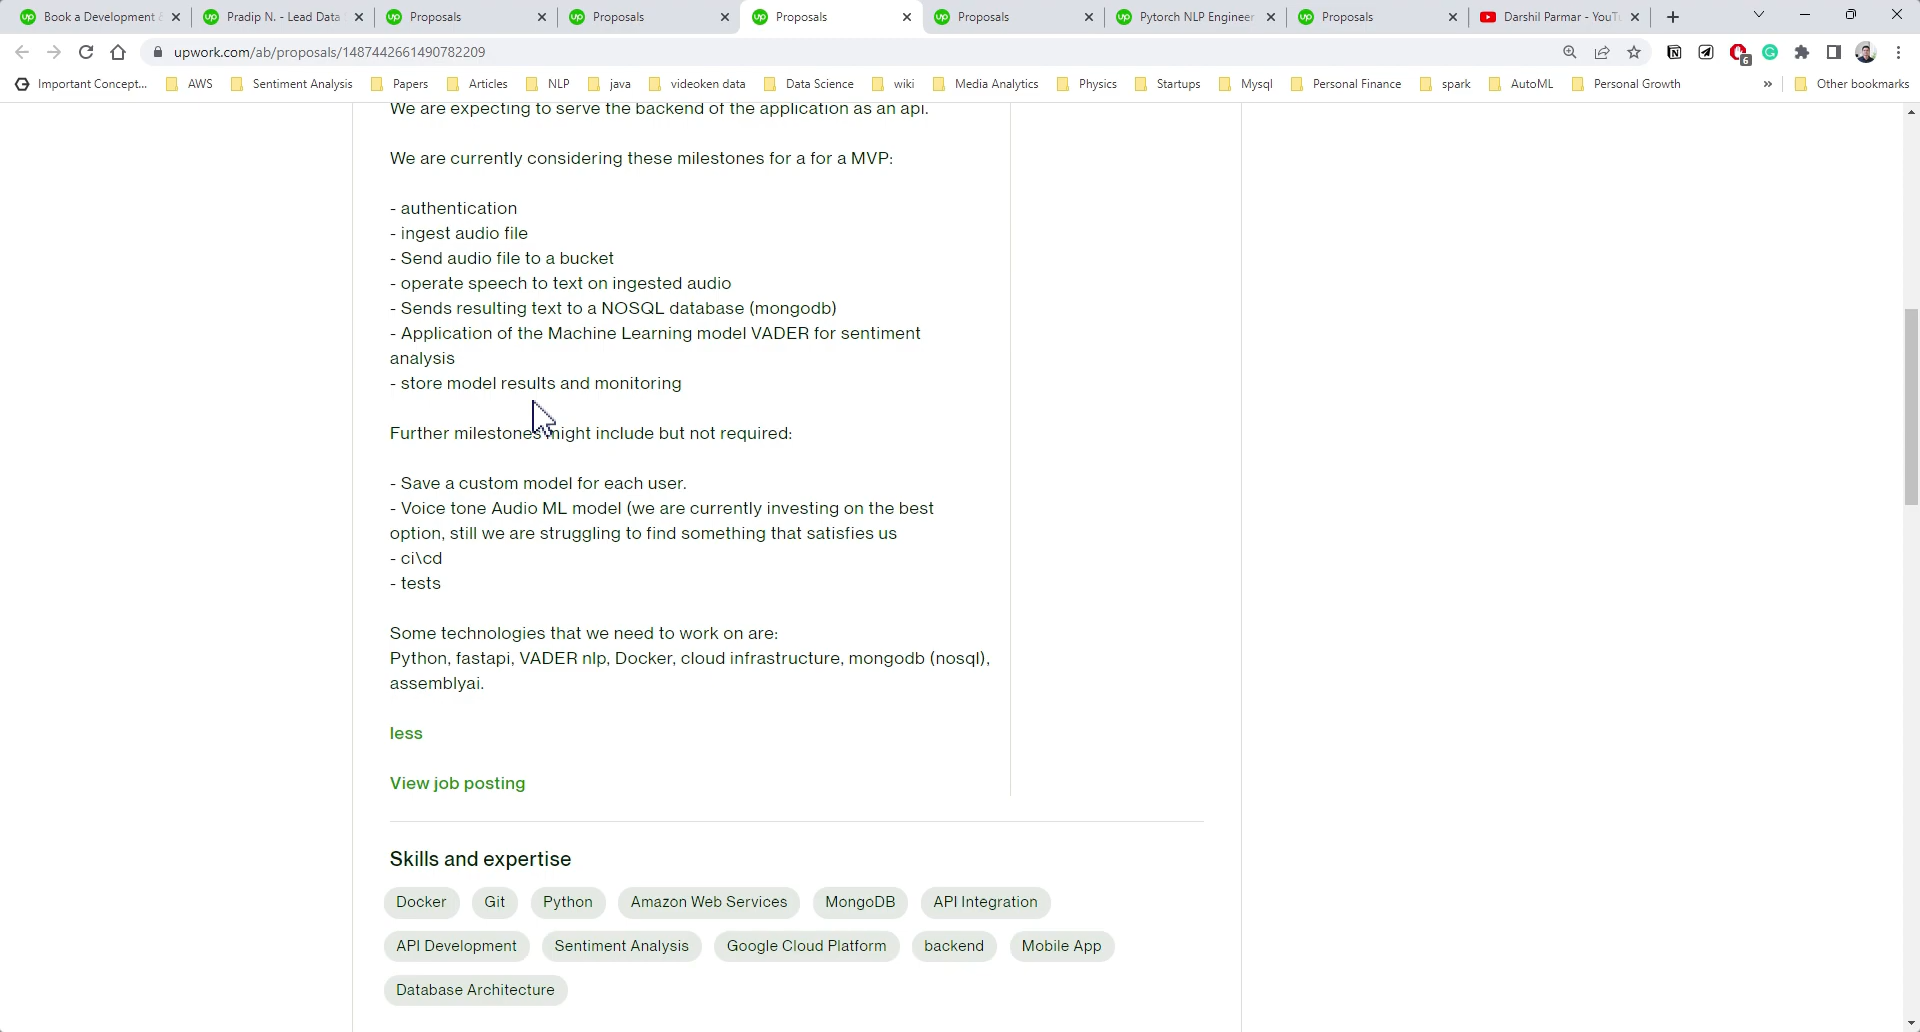 Book a Development
Pradip N. - Lead Data
Proposals
Proposals
Proposals
Proposals
Pytorch NLP Engineer
Proposals
Darshil Parmar - YouT
upwork.com/ab/proposals/1487442661490782209
6
Important Concept...
AWS
Sentiment Analysis
Papers
Articles
NLP
java
videoken data
Data Science
wiki
Media Analytics
Physics
Startups
Mysql
Personal Finance
spark
AutoML
Personal Growth
»
Other bookmarks
We are expecting to serve the backend of the application as an api.
We are currently considering these milestones for a for a MVP:
- authentication
- ingest audio file
- Send audio file to a bucket
- operate speech to text on ingested audio
- Sends resulting text to a NOSQL database (mongodb)
- Application of the Machine Learning model VADER for sentiment
analysis
- store model results and monitoring
Further milestones might include but not required:
- Save a custom model for each user.
- Voice tone Audio ML model (we are currently investing on the best
option, still we are struggling to find something that satisfies us
- ci\cd
- tests
Some technologies that we need to work on are:
Python, fastapi, VADER nlp, Docker, cloud infrastructure, mongodb (nosql),
assemblyai.
less
View job posting
Skills and expertise
Docker
Git
Python
Amazon Web Services
MongoDB
API Integration
API Development
Sentiment Analysis
Google Cloud Platform
backend
Mobile App
Database Architecture